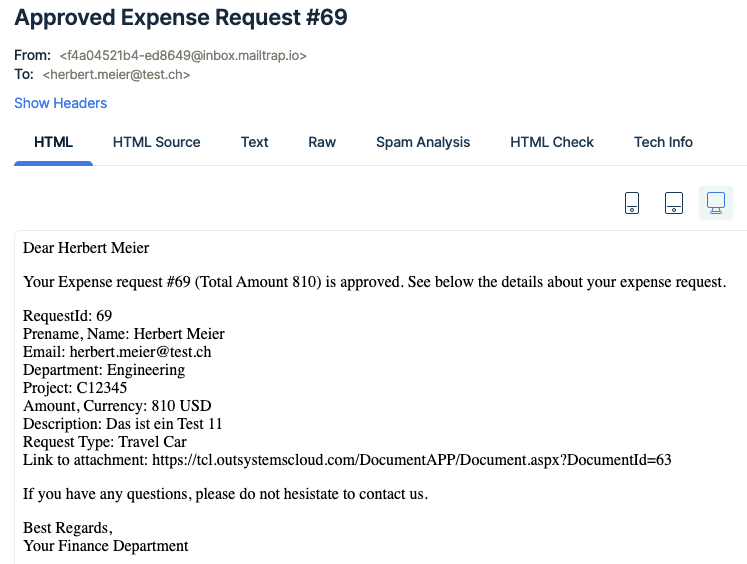 Approved Expense Request #69
From: <f4a04521b4-ed8649@inbox.mailtrap.io>
To: <herbert.meier@test.ch>
Show Headers
HTML HTML Source Text Raw Spam Analysis HTML Check Tech Info
Dear Herbert Meier
Your Expense request #69 (Total Amount 810) is approved. See below the details about your expense request.
RequestId: 69
Prename, Name: Herbert Meier
Email: herbert.meier@test.ch
Department: Engineering
Project: C12345
Amount, Currency: 810 USD
Description: Das ist ein Test 11
Request Type: Travel Car
Link to attachment: https://tcl.outsystemscloud.com/DocumentAPP/Document.aspx?DocumentId=63
If you have any questions, please do not hesistate to contact us.
Best Regards,
Your Finance Department